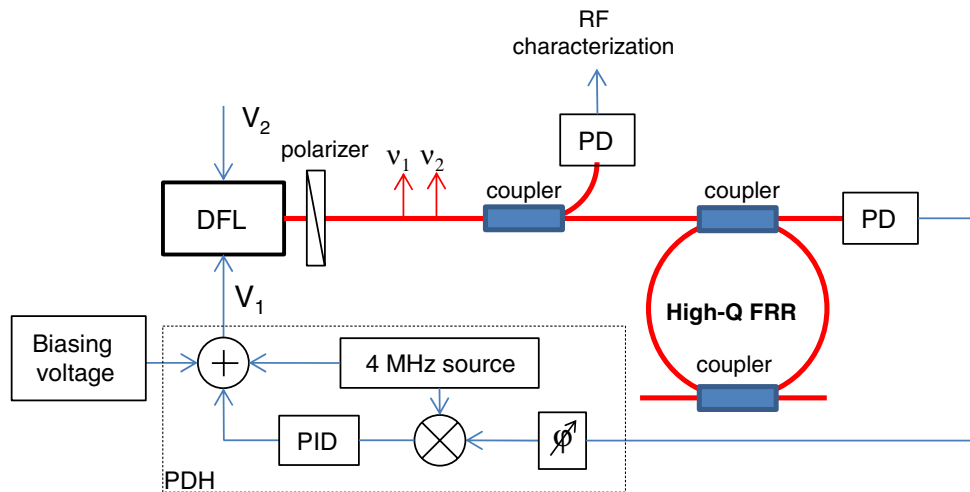 RF
characterization
V₂
polarizer
ν₁ ν₂
PD
coupler
coupler
DFL
PD
V₁
High-Q FRR
Biasing
voltage
+
4 MHz source
coupler
PID
φ
PDH